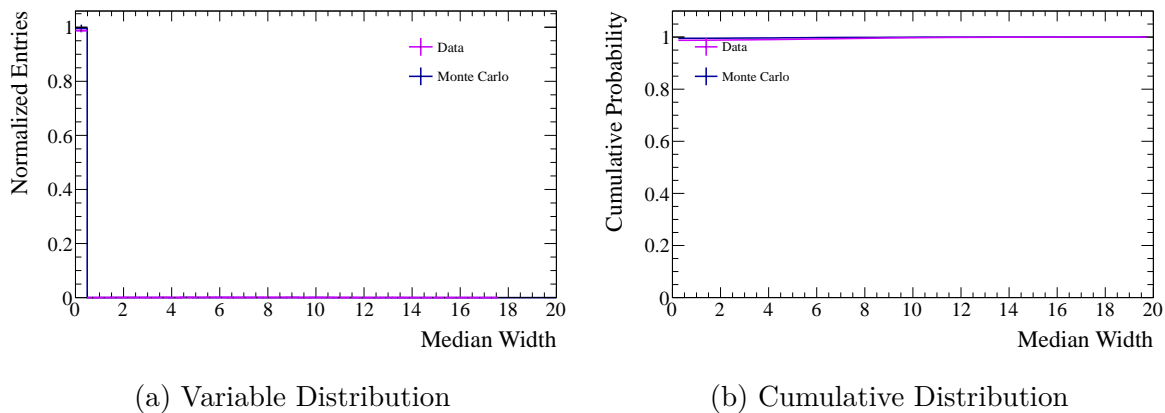 Normalized Entries
1
0.8
0.6
0.4
0.2
0
Data
Monte Carlo
0 2 4 6 8 10 12 14 16 18 20
Median Width
(a) Variable Distribution
Cumulative Probability
1
0.8
0.6
0.4
0.2
0
Data
Monte Carlo
0 2 4 6 8 10 12 14 16 18 20
Median Width
(b) Cumulative Distribution